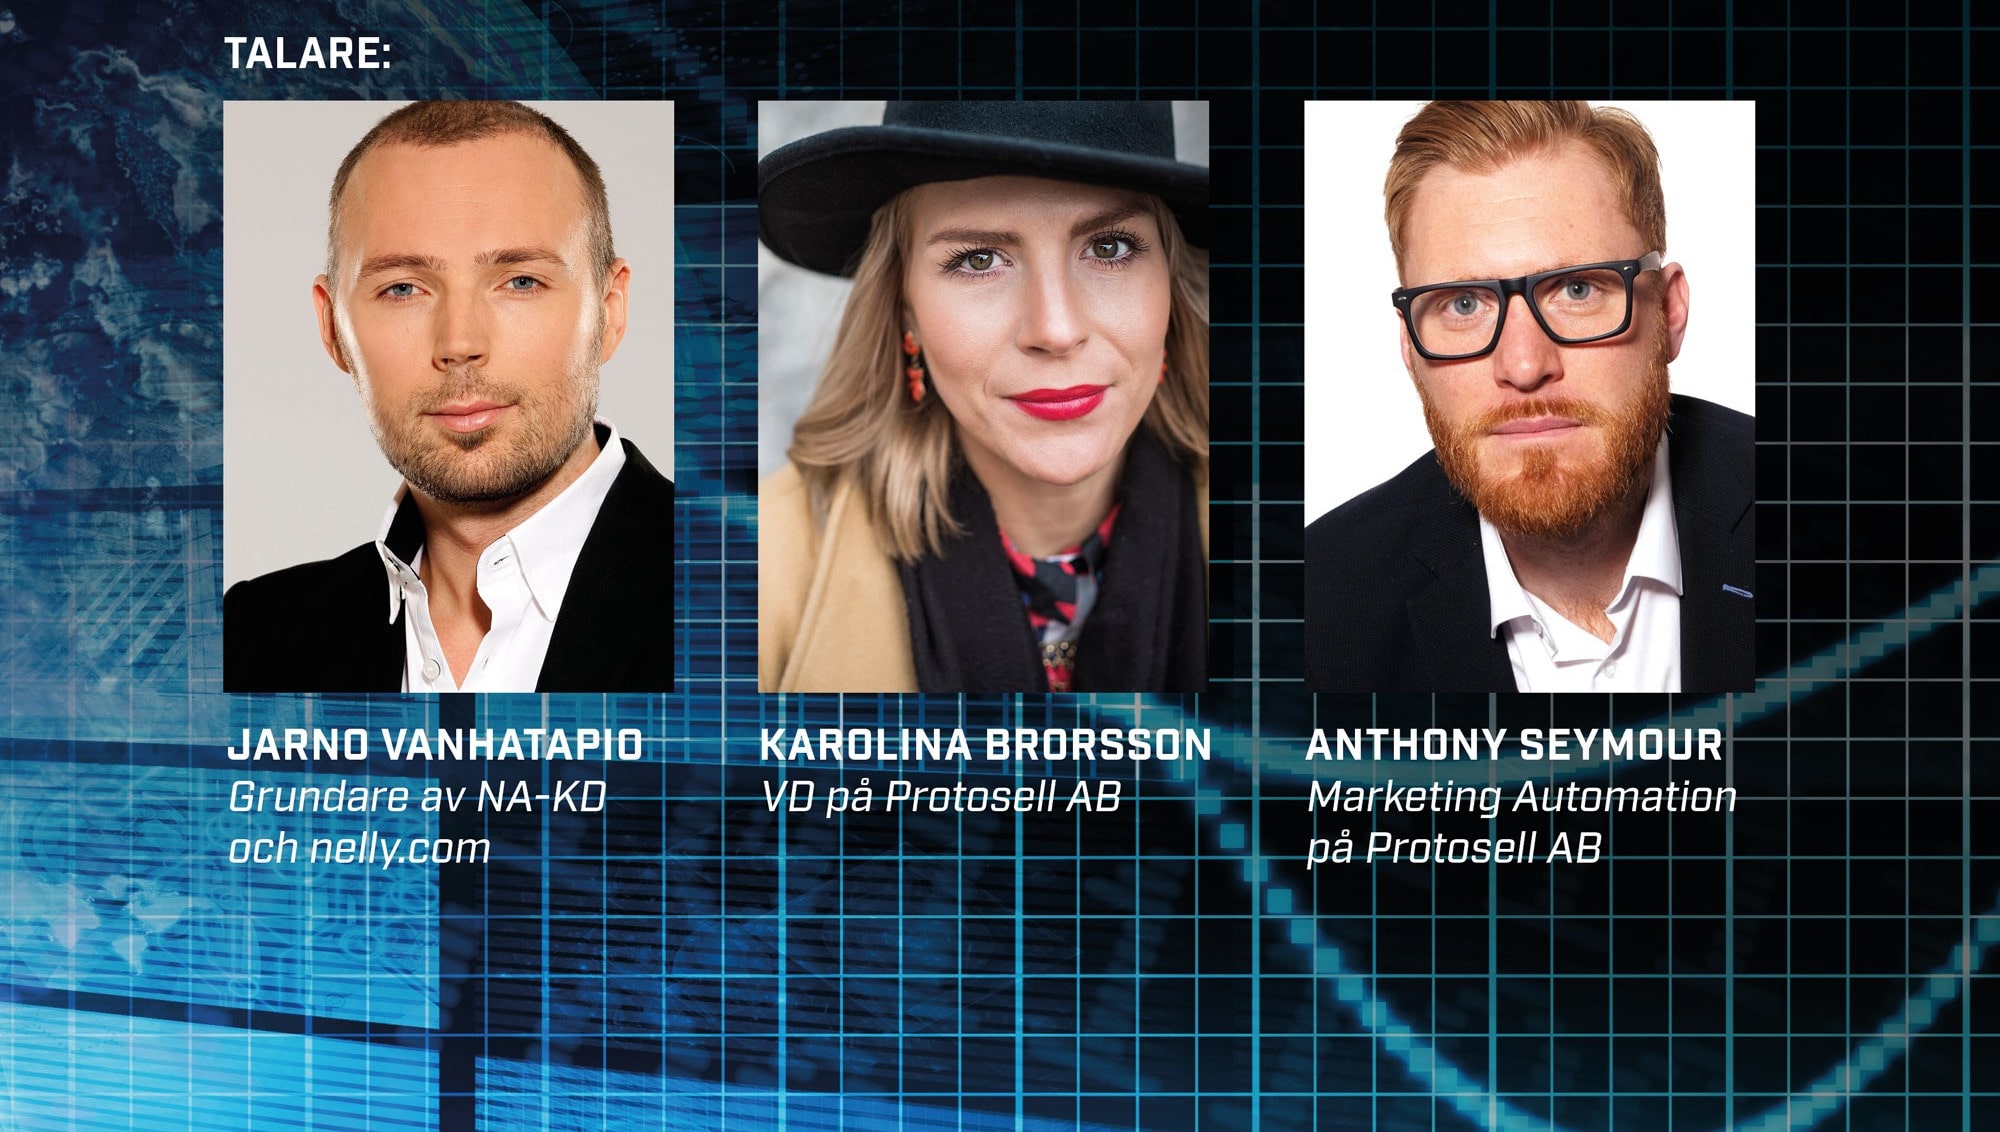 TALARE:
JARNO VANHATAPIO
Grundare av NA-KD
och nelly.com
KAROLINA BRORSSON
VD på Protosell AB
ANTHONY SEYMOUR
Marketing Automation
på Protosell AB